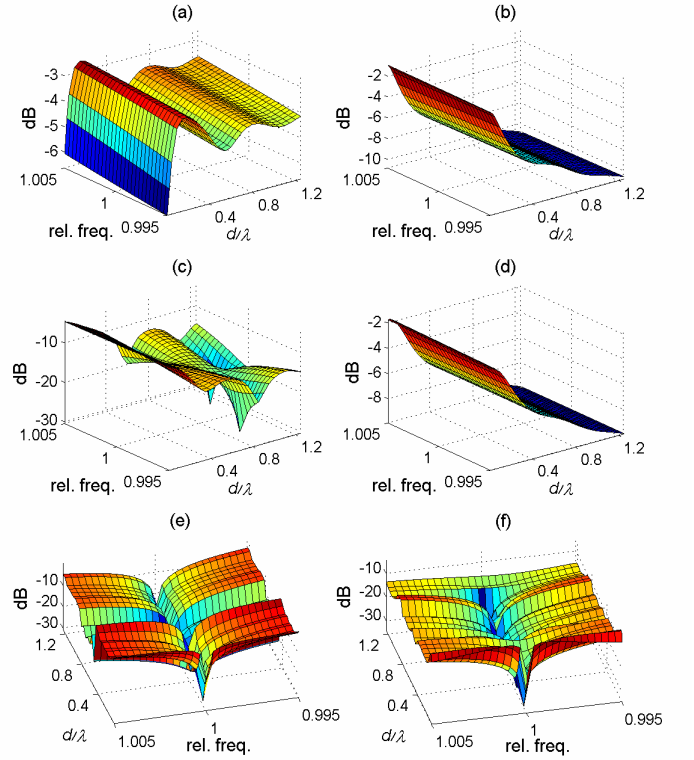 (a)
-3
-4
-5
-6
dB
1.005
1
0.995
rel. freq.
0.4
0.8
1.2
d/λ
(b)
-2
-4
-6
-8
-10
dB
1.005
1
0.995
rel. freq.
0.4
0.8
1.2
d/λ
(c)
-10
-20
-30
dB
1.005
1
0.995
rel. freq.
0.4
0.8
1.2
d/λ
(d)
-2
-4
-6
-8
dB
1.005
1
0.995
rel. freq.
0.4
0.8
1.2
d/λ
(e)
-10
-20
-30
dB
1.2
0.8
0.4
d/λ
1.005
1
0.995
rel. freq.
(f)
-10
-20
-30
dB
1.2
0.8
0.4
d/λ
1.005
1
0.995
rel. freq.